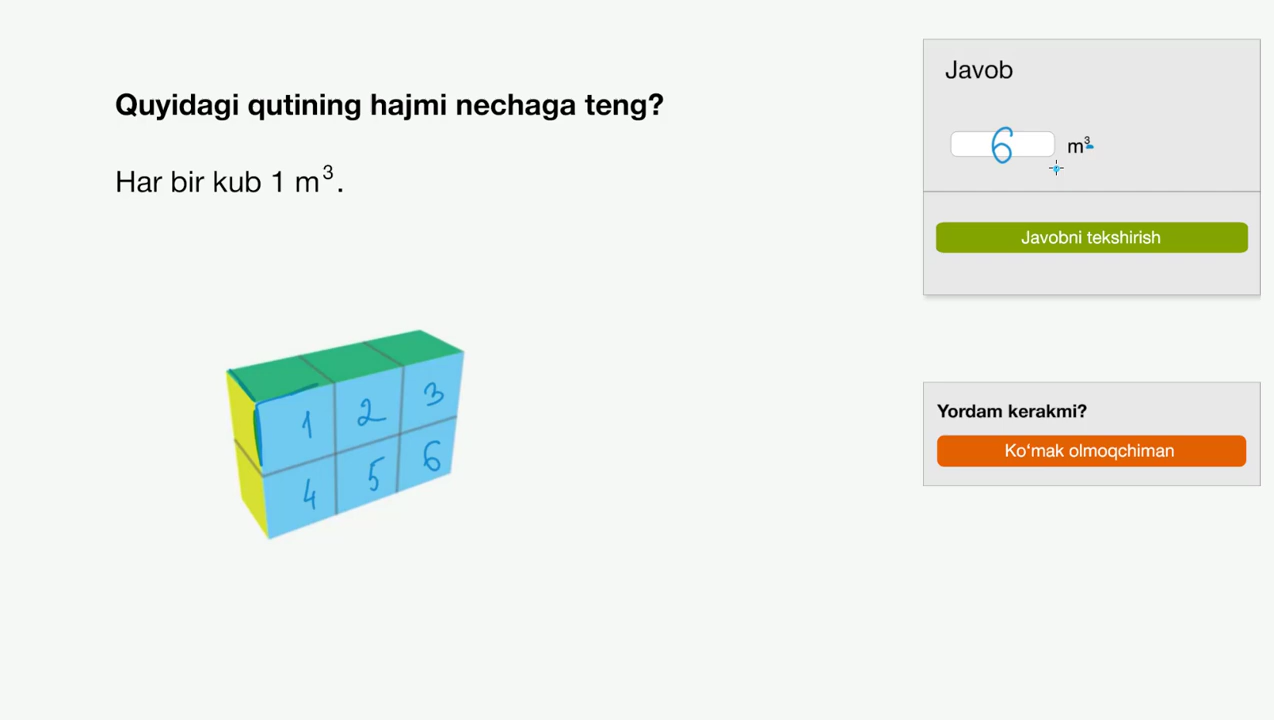 Quyidagi qutining hajmi nechaga teng?
Har bir kub 1 m³.
1 2 3
4 5 6
Javob
6 m³
Javobni tekshirish
Yordam kerakmi?
Ko‘mak olmoqchiman